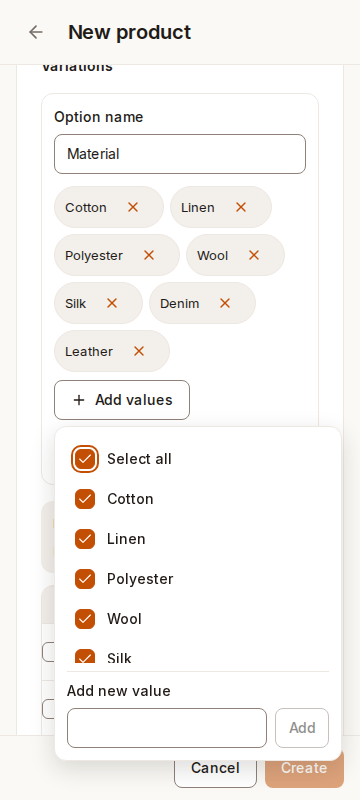 New product
Variations
Option name
Material
Cotton Linen
Polyester Wool
Silk Denim
Leather
Add values
Select all
Cotton
Linen
Polyester
Wool
Silk
Add new value
Add
Cancel Create